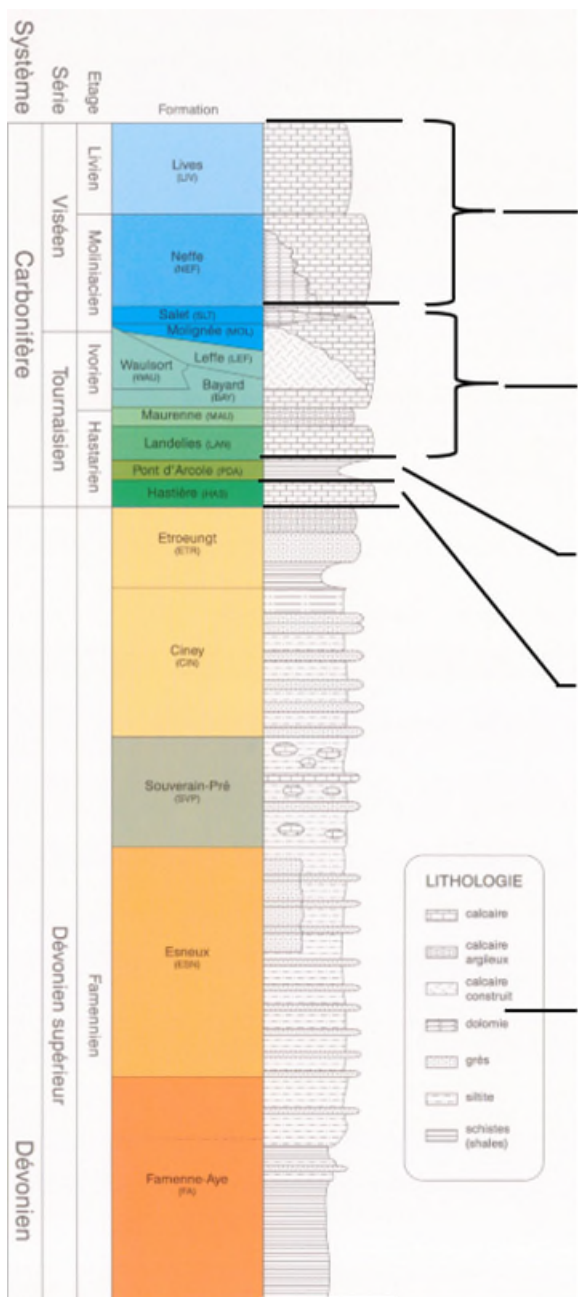 Système
Série
Etage
Formation
Carbonifère
Viséen
Livien
Lives
(LIV)
Moliniacien
Neffe
(NEF)
Salet (SLT)
Molignée (MOL)
Tournaisien
Ivorien
Leffe (LEF)
Waulsort
(WAU)
Bayard
(BAY)
Hastarien
Maurenne (MAU)
Landelies (LAN)
Pont d'Arcole (PDA)
Hastière (HAS)
Dévonien
Dévonien supérieur
Famennien
Etroeungt
(ETR)
Ciney
(CIN)
Souverain-Pré
(SVP)
Esneux
(ESN)
Famenne-Aye
(FA)
LITHOLOGIE
calcaire
calcaire
argileux
calcaire
construit
dolomie
grès
siltite
schistes
(shales)